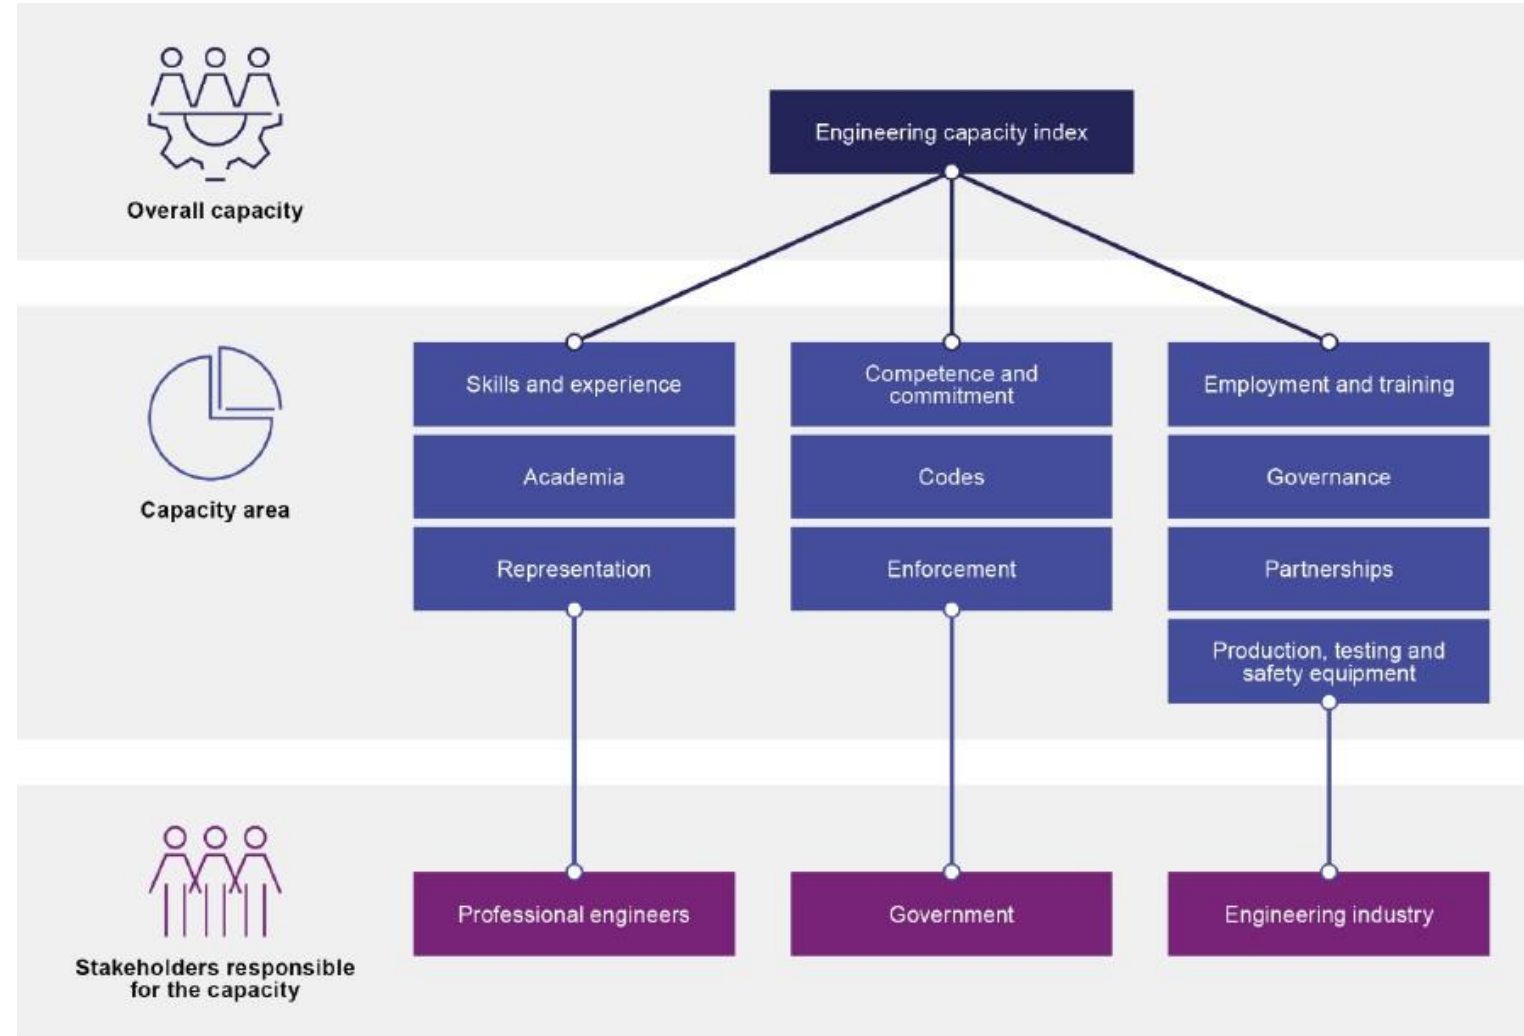 Engineering capacity index
Overall capacity
Skills and experience
Academia
Representation
Competence and
commitment
Codes
Enforcement
Employment and training
Governance
Partnerships
Production, testing and
safety equipment
Capacity area
Professional engineers
Government
Engineering industry
Stakeholders responsible
for the capacity